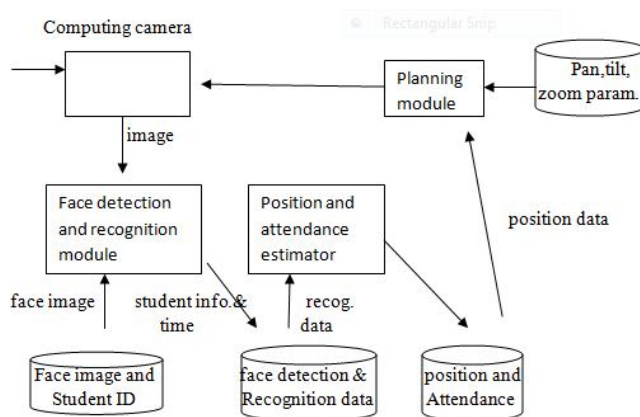 Computing camera
Rectangular Snip
Planning
module
Pan,tilt,
zoom param.
image
Face detection
and recognition
module
Position and
attendance
estimator
position data
face image
student info.&
time
recog.
data
Face image and
Student ID
face detection &
Recognition data
position and
Attendance